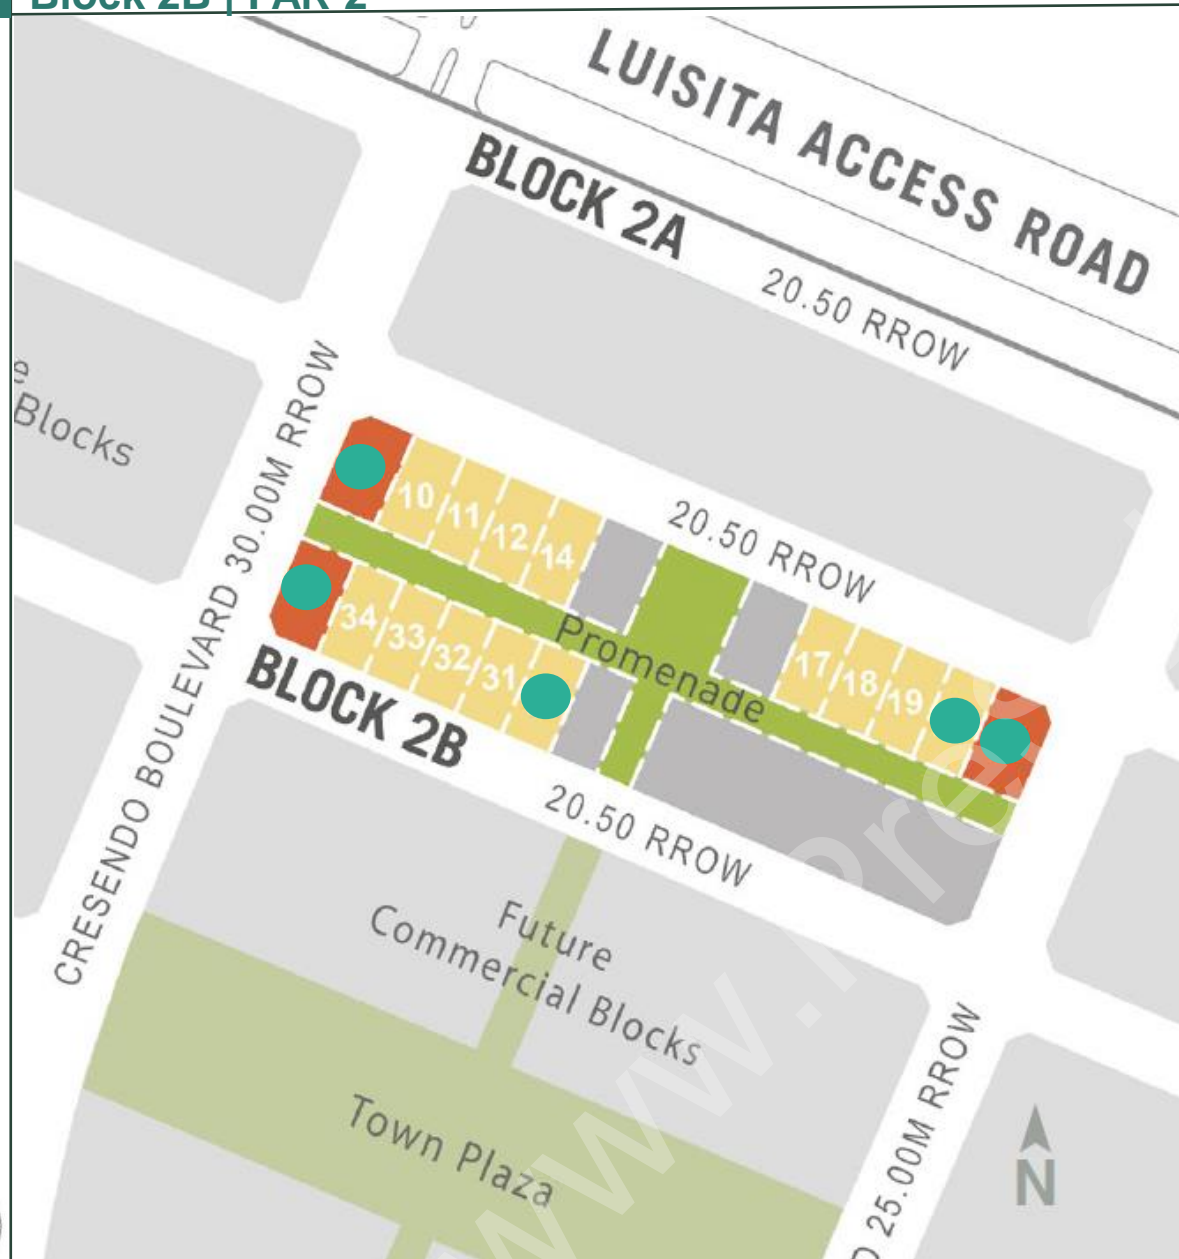 Block 2B | FAR 2
LUISITA ACCESS ROAD
BLOCK 2A
20.50 RROW
e
Blocks
CRESENDO BOULEVARD 30.00M RROW
20.50 RROW
10
11
12
14
17
18
19
Promenade
34
33
32
31
BLOCK 2B
20.50 RROW
Future
Commercial Blocks
Town Plaza
D 25.00M RROW
N
www.Pre